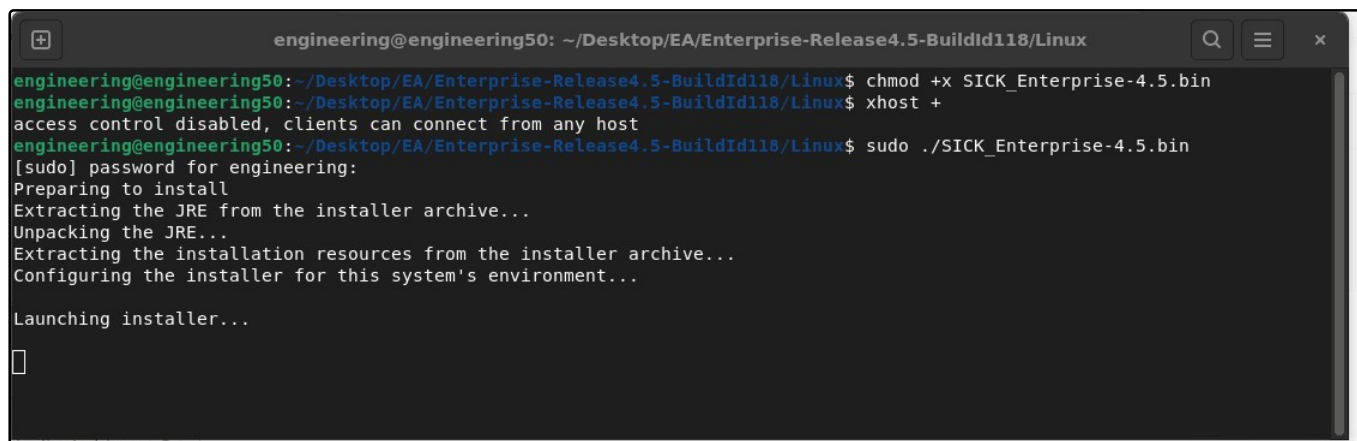 engineering@engineering50: ~/Desktop/EA/Enterprise-Release4.5-BuildId118/Linux
engineering@engineering50:~/Desktop/EA/Enterprise-Release4.5-BuildId118/Linux$ chmod +x SICK_Enterprise-4.5.bin
engineering@engineering50:~/Desktop/EA/Enterprise-Release4.5-BuildId118/Linux$ xhost +
access control disabled, clients can connect from any host
engineering@engineering50:~/Desktop/EA/Enterprise-Release4.5-BuildId118/Linux$ sudo ./SICK_Enterprise-4.5.bin
[sudo] password for engineering:
Preparing to install
Extracting the JRE from the installer archive...
Unpacking the JRE...
Extracting the installation resources from the installer archive...
Configuring the installer for this system's environment...
Launching installer...